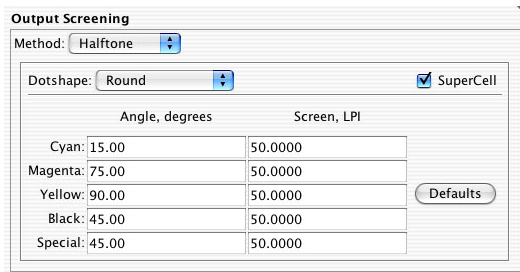 Output Screening
Method: Halftone
Dotshape: Round SuperCell
Angle, degrees Screen, LPI
Cyan: 15.00 50.0000
Magenta: 75.00 50.0000
Yellow: 90.00 50.0000 Defaults
Black: 45.00 50.0000
Special: 45.00 50.0000